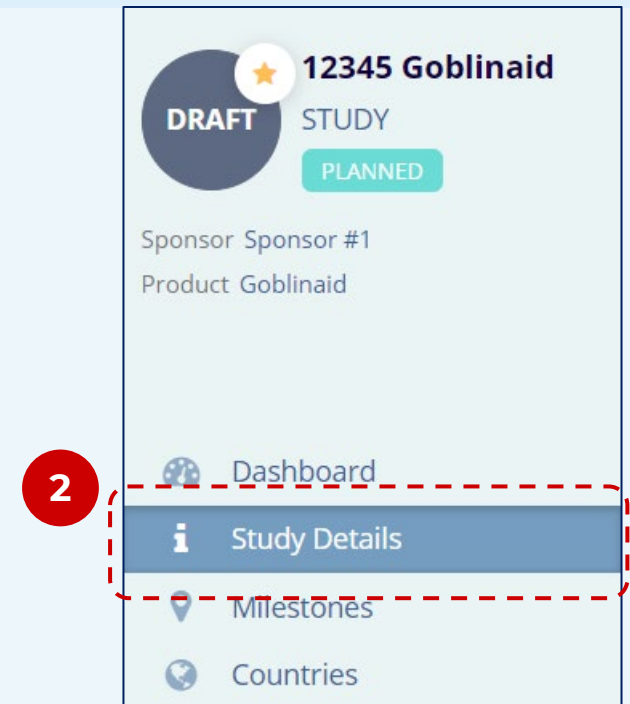 12345 Goblinaid
DRAFT
STUDY
PLANNED
Sponsor Sponsor #1
Product Goblinaid
Dashboard
2
Study Details
Milestones
Countries